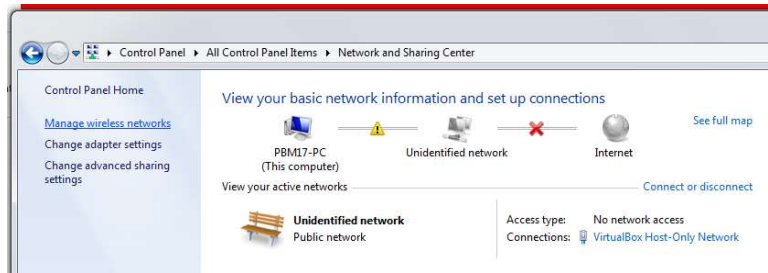 Control Panel All Control Panel Items Network and Sharing Center
Control Panel Home
Manage wireless networks
Change adapter settings
Change advanced sharing
settings
View your basic network information and set up connections
See full map
PBM17-PC
(This computer)
Unidentified network
Internet
View your active networks
Connect or disconnect
Unidentified network
Public network
Access type: No network access
Connections: VirtualBox Host-Only Network